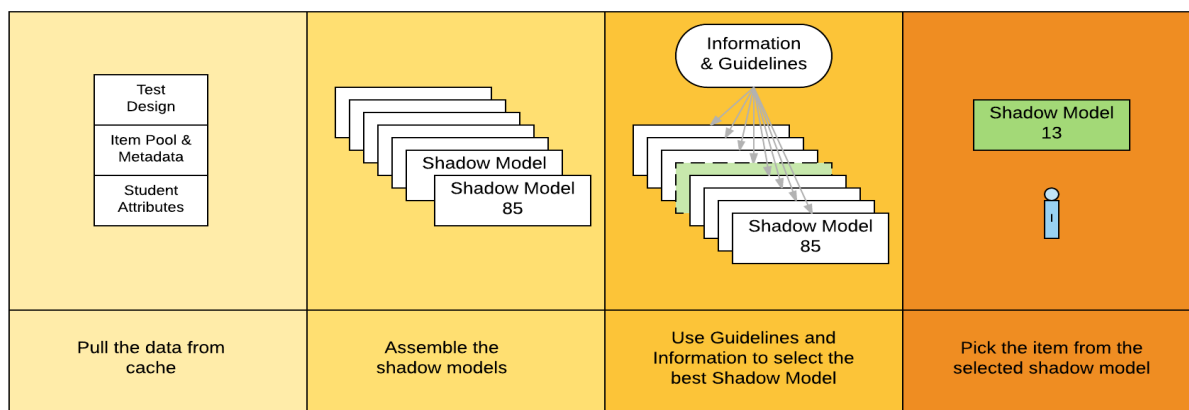 Test
Design
Item Pool &
Metadata
Student
Attributes
Shadow Model
Shadow Model
85
Information
& Guidelines
Shadow Model
85
Shadow Model
13
I
Pull the data from
cache
Assemble the
shadow models
Use Guidelines and
Information to select the
best Shadow Model
Pick the item from the
selected shadow model